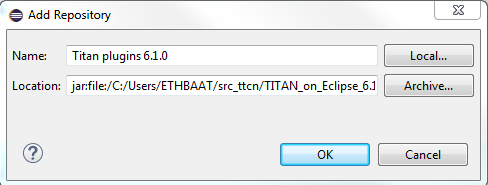 Add Repository
Name: Titan plugins 6.1.0 Local...
Location: jar:file:/C:/Users/ETHBAAT/src_ttcn/TITAN_on_Eclipse_6.1 Archive...
? OK Cancel